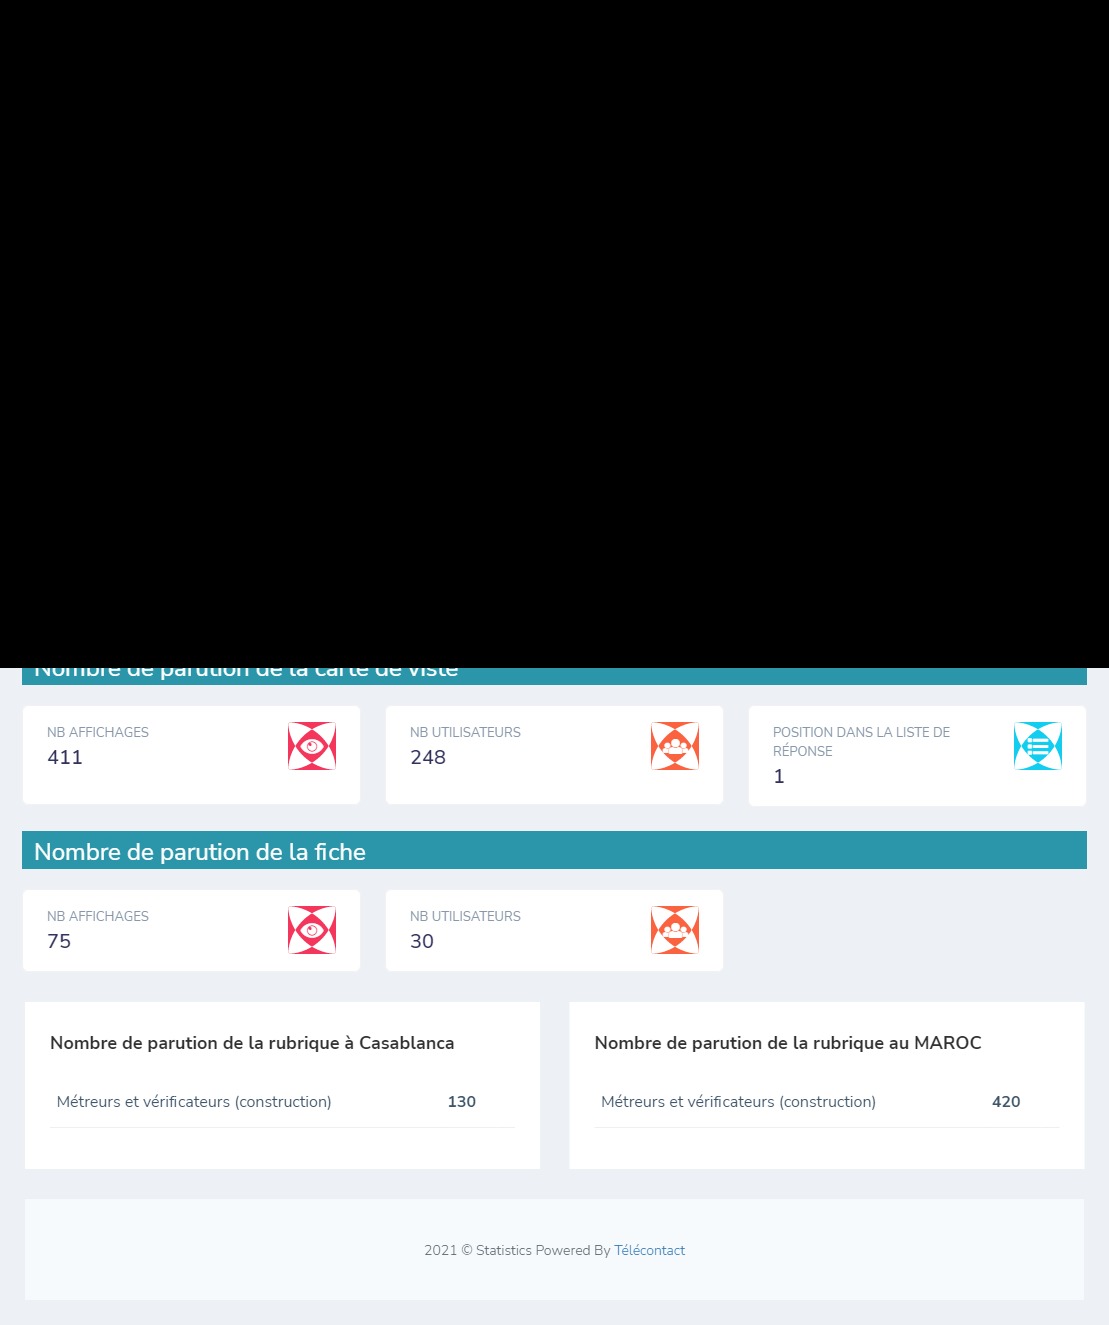 Nombre de parution de la carte de viste
NB AFFICHAGES
411
NB UTILISATEURS
248
POSITION DANS LA LISTE DE
RÉPONSE
1
Nombre de parution de la fiche
NB AFFICHAGES
75
NB UTILISATEURS
30
Nombre de parution de la rubrique à Casablanca
Métreurs et vérificateurs (construction) 130
Nombre de parution de la rubrique au MAROC
Métreurs et vérificateurs (construction) 420
2021 © Statistics Powered By Télécontact